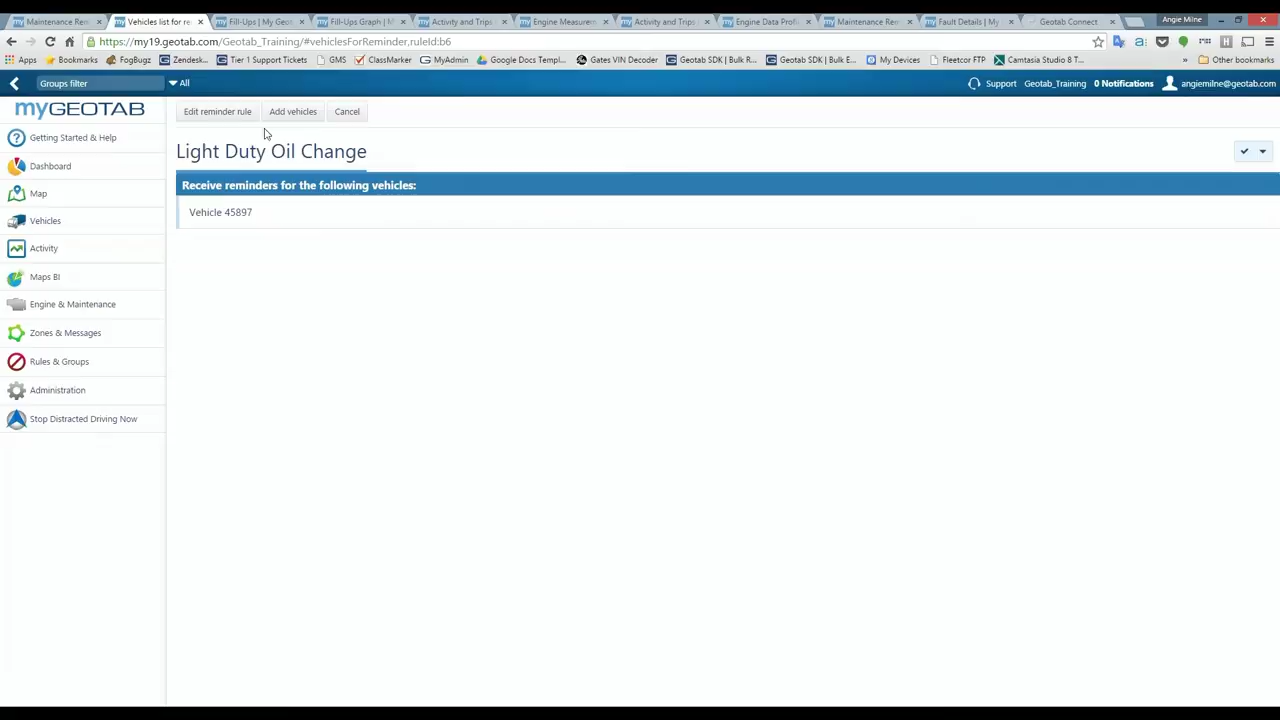 Maintenance Rem
Vehicles list for re
Fill-Ups | My Geo
Fill-Ups Graph | M
Activity and Trips
Engine Measurem
Activity and Trips
Engine Data Profi
Maintenance Rem
Fault Details | My
Geotab Connect
Angie Milne
https://my19.geotab.com/Geotab_Training/#vehiclesForReminder,ruleId:b6
Apps
Bookmarks
FogBugz
Zendesk...
Tier 1 Support Tickets
GMS
ClassMarker
MyAdmin
Google Docs Templ...
Gates VIN Decoder
Geotab SDK | Bulk R...
Geotab SDK | Bulk E...
My Devices
Fleetcor FTP
Camtasia Studio 8 T...
»
Other bookmarks
Groups filter
All
Support
Geotab_Training
0 Notifications
angiemilne@geotab.com
myGEOTAB
Edit reminder rule
Add vehicles
Cancel
Getting Started & Help
Dashboard
Map
Vehicles
Activity
Maps BI
Engine & Maintenance
Zones & Messages
Rules & Groups
Administration
Stop Distracted Driving Now
Light Duty Oil Change
Receive reminders for the following vehicles:
Vehicle 45897